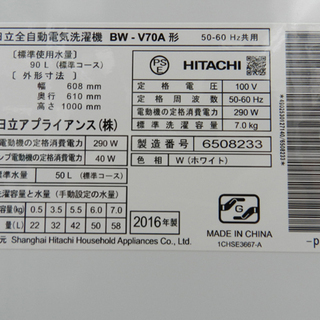 日立全自動電気洗濯機 BW-V70A 形 50-60 Hz共用
[標準使用水量]
90 L (標準コース)
[外形寸法]
幅 608 mm
奥行 610 mm
高さ 1000 mm
日立アプライアンス(株)
PSE HITACHI
定格電圧 100 V
定格周波数 50-60 Hz
電動機の定格消費電力 290 W
標準洗濯容量 7.0kg
製造番号 6508233
色柄 W (ホワイト)
電動機の定格消費電力 290 W
ンプ電動機の定格消費電力 40 W
水量 50 L (標準コース)
洗濯容量と水量 (手動設定の水量)
(kg) 0.5 3.5 5.5 6.0 7.0
(L) 22 32 42 50 58
2016年製
G
MADE IN CHINA
1CHSE3667-A
元 Shanghai Hitachi Household Appliances Co., Ltd.
-p